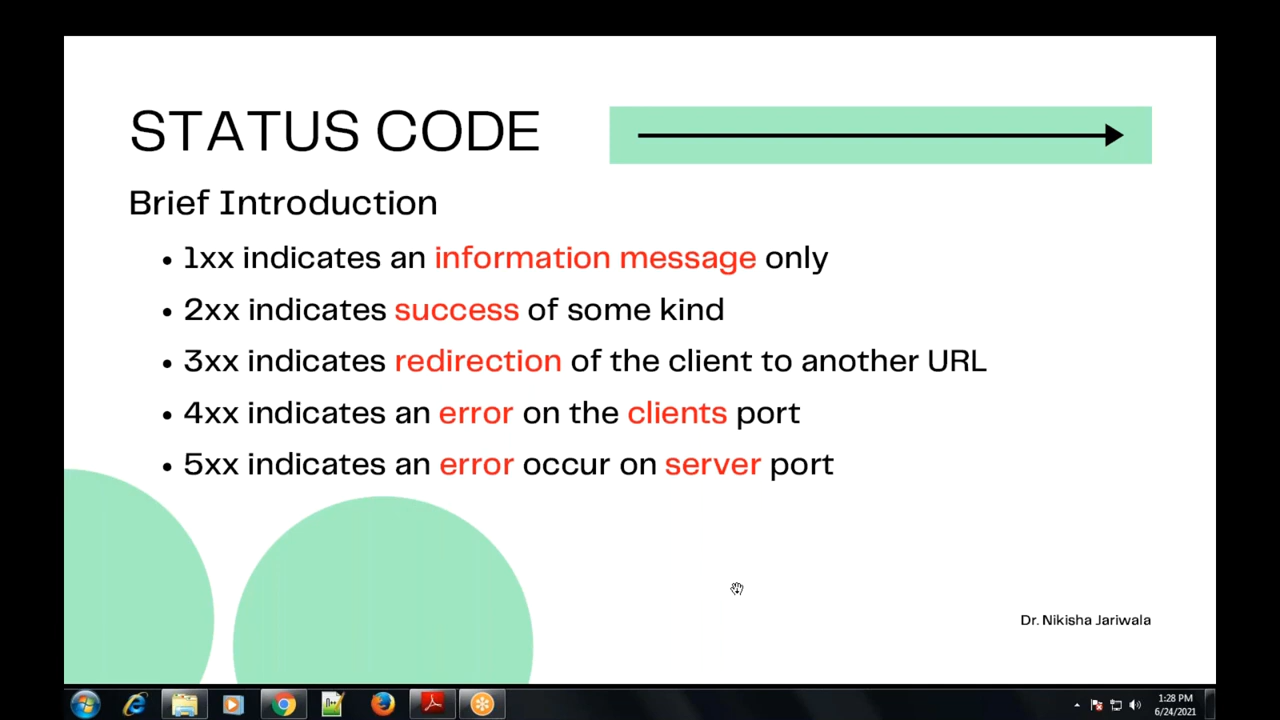 STATUS CODE
Brief Introduction
• 1xx indicates an information message only
• 2xx indicates success of some kind
• 3xx indicates redirection of the client to another URL
• 4xx indicates an error on the clients port
• 5xx indicates an error occur on server port
Dr. Nikisha Jariwala
1:28 PM
6/24/2021